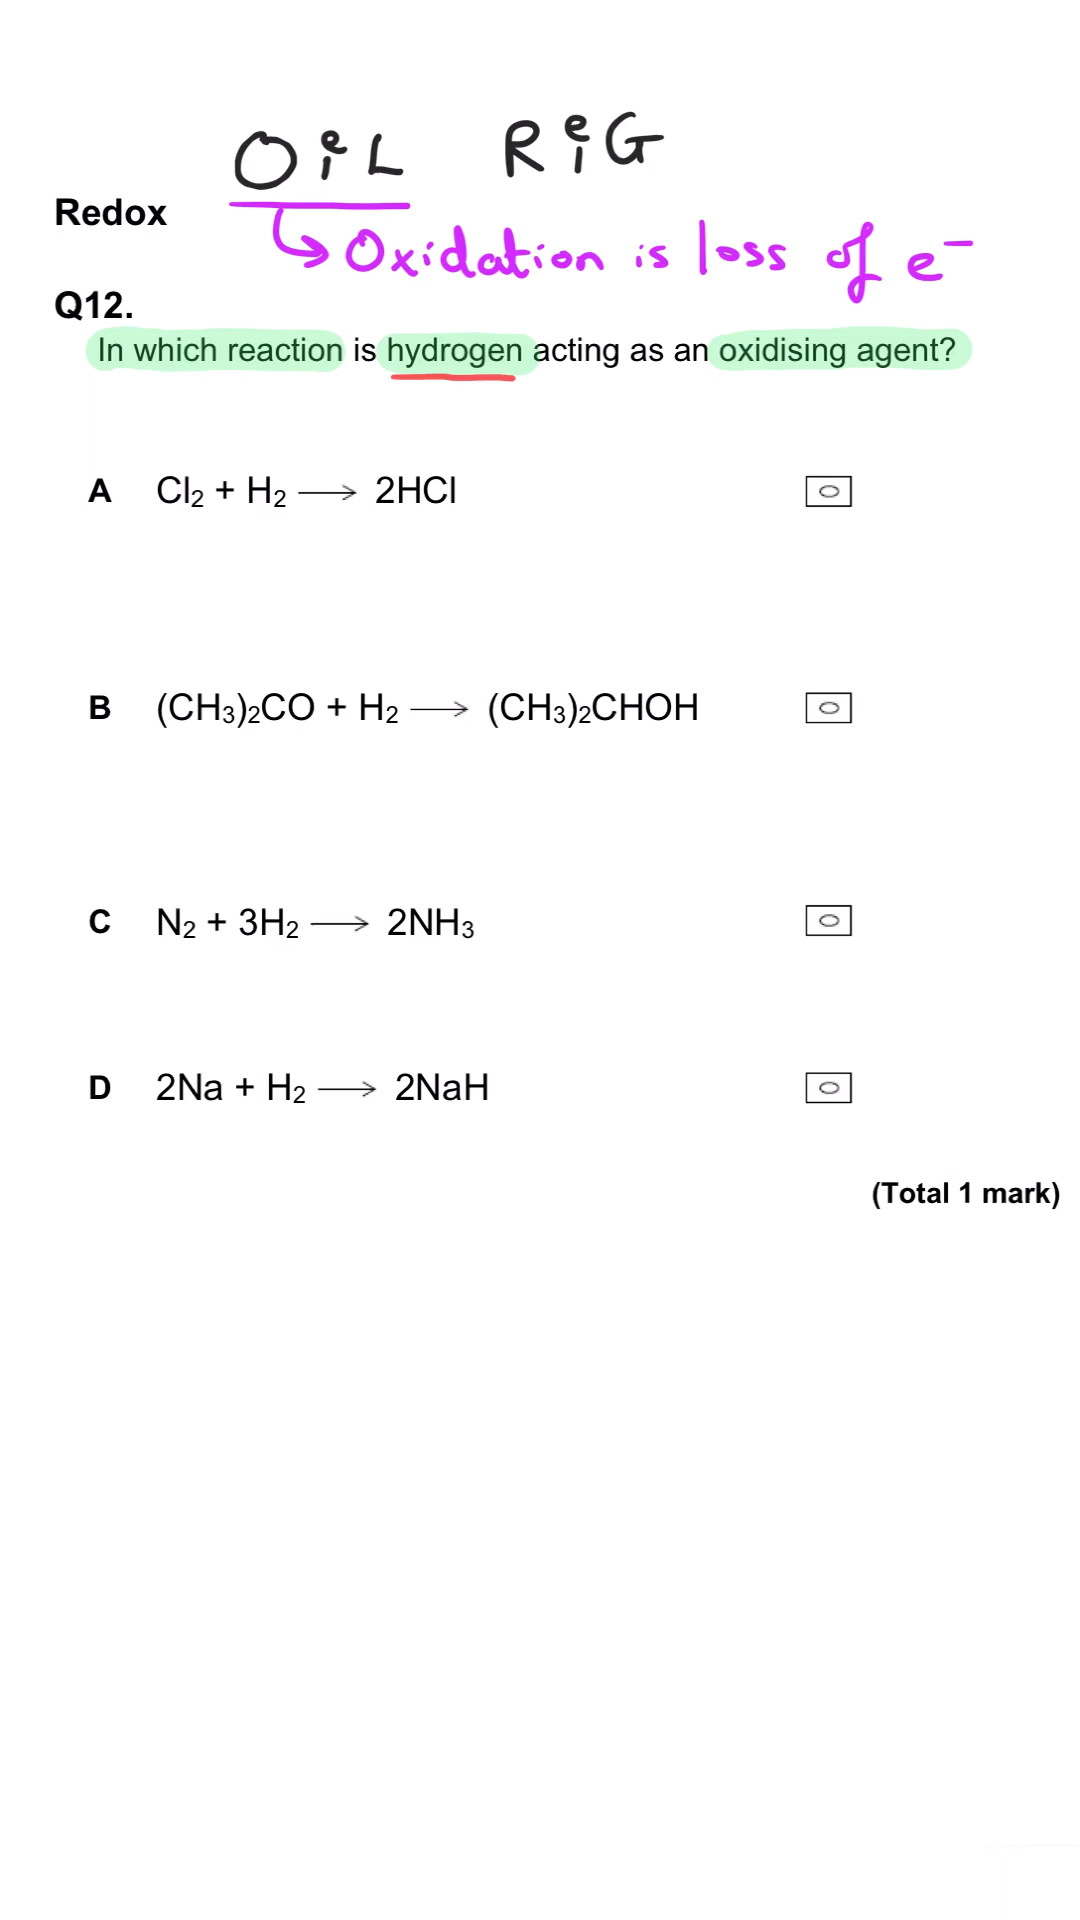 OiL RiG
Redox
Oxidation is loss of e⁻
Q12.
In which reaction is hydrogen acting as an oxidising agent?
A Cl₂ + H₂ ⟶ 2HCl
B (CH₃)₂CO + H₂ ⟶ (CH₃)₂CHOH
C N₂ + 3H₂ ⟶ 2NH₃
D 2Na + H₂ ⟶ 2NaH
(Total 1 mark)